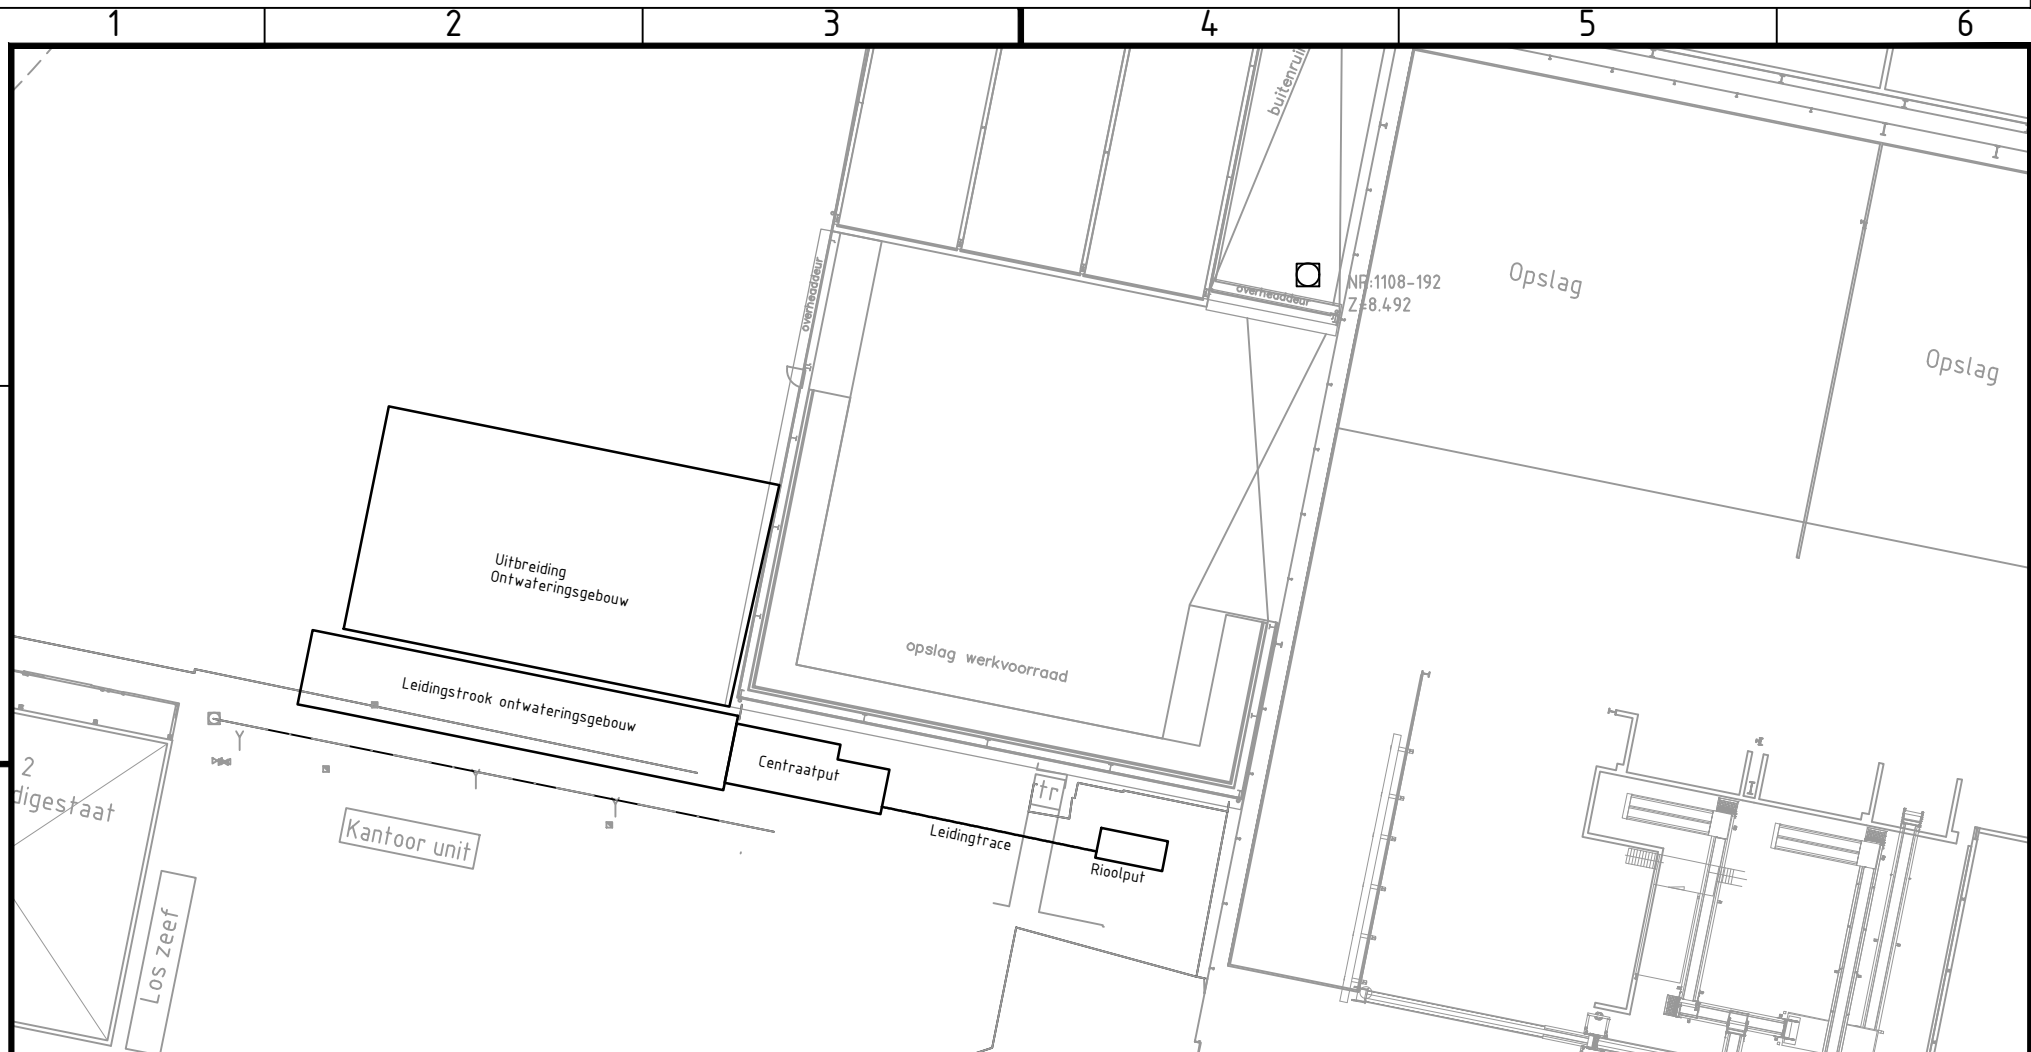 1 2 3 4 5 6
buitenrui
overheaddeur
overheaddeur
NR:1108-192
Z=8.492
Opslag
Opslag
Uitbreiding
Ontwateringsgebouw
opslag werkvoorraad
Leidingstrook ontwateringsgebouw
Centraatput
Leidingtrace
Rioolput
tr
2
digestaat
Kantoor unit
Los zeef